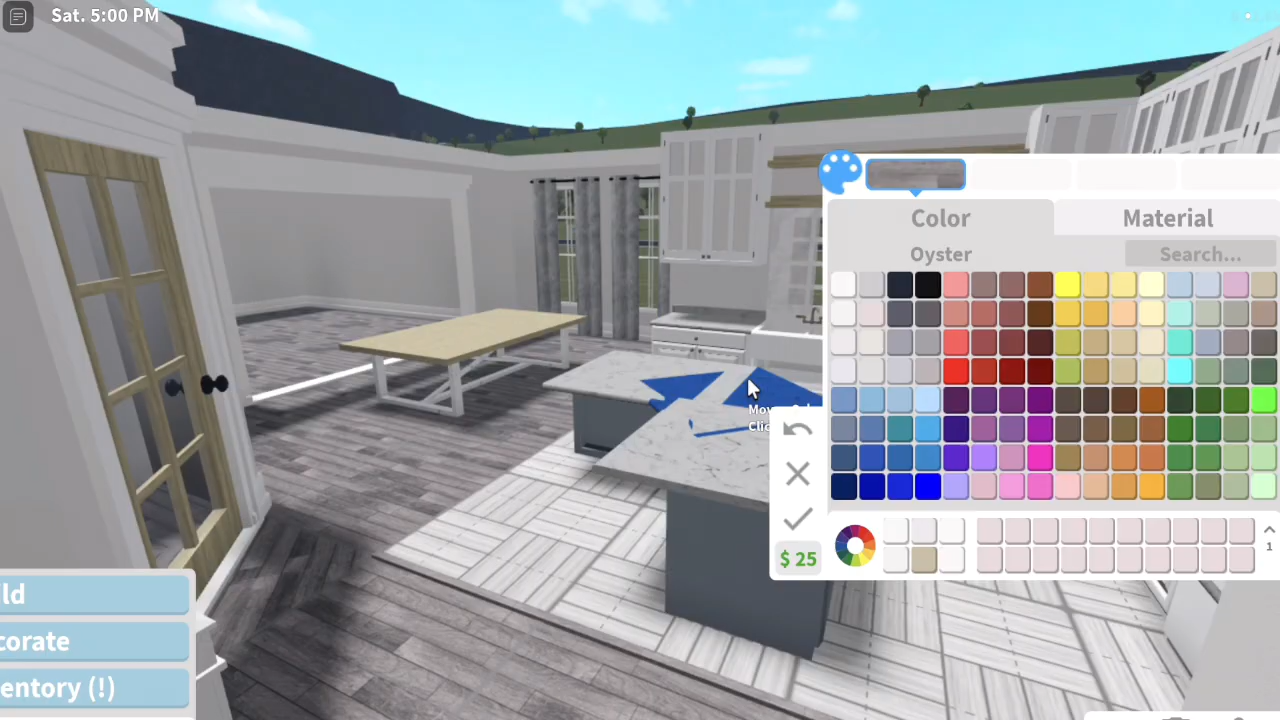 Sat. 5:00 PM
Color
Material
Oyster
Search...
$ 25
1
ld
corate
entory (!)